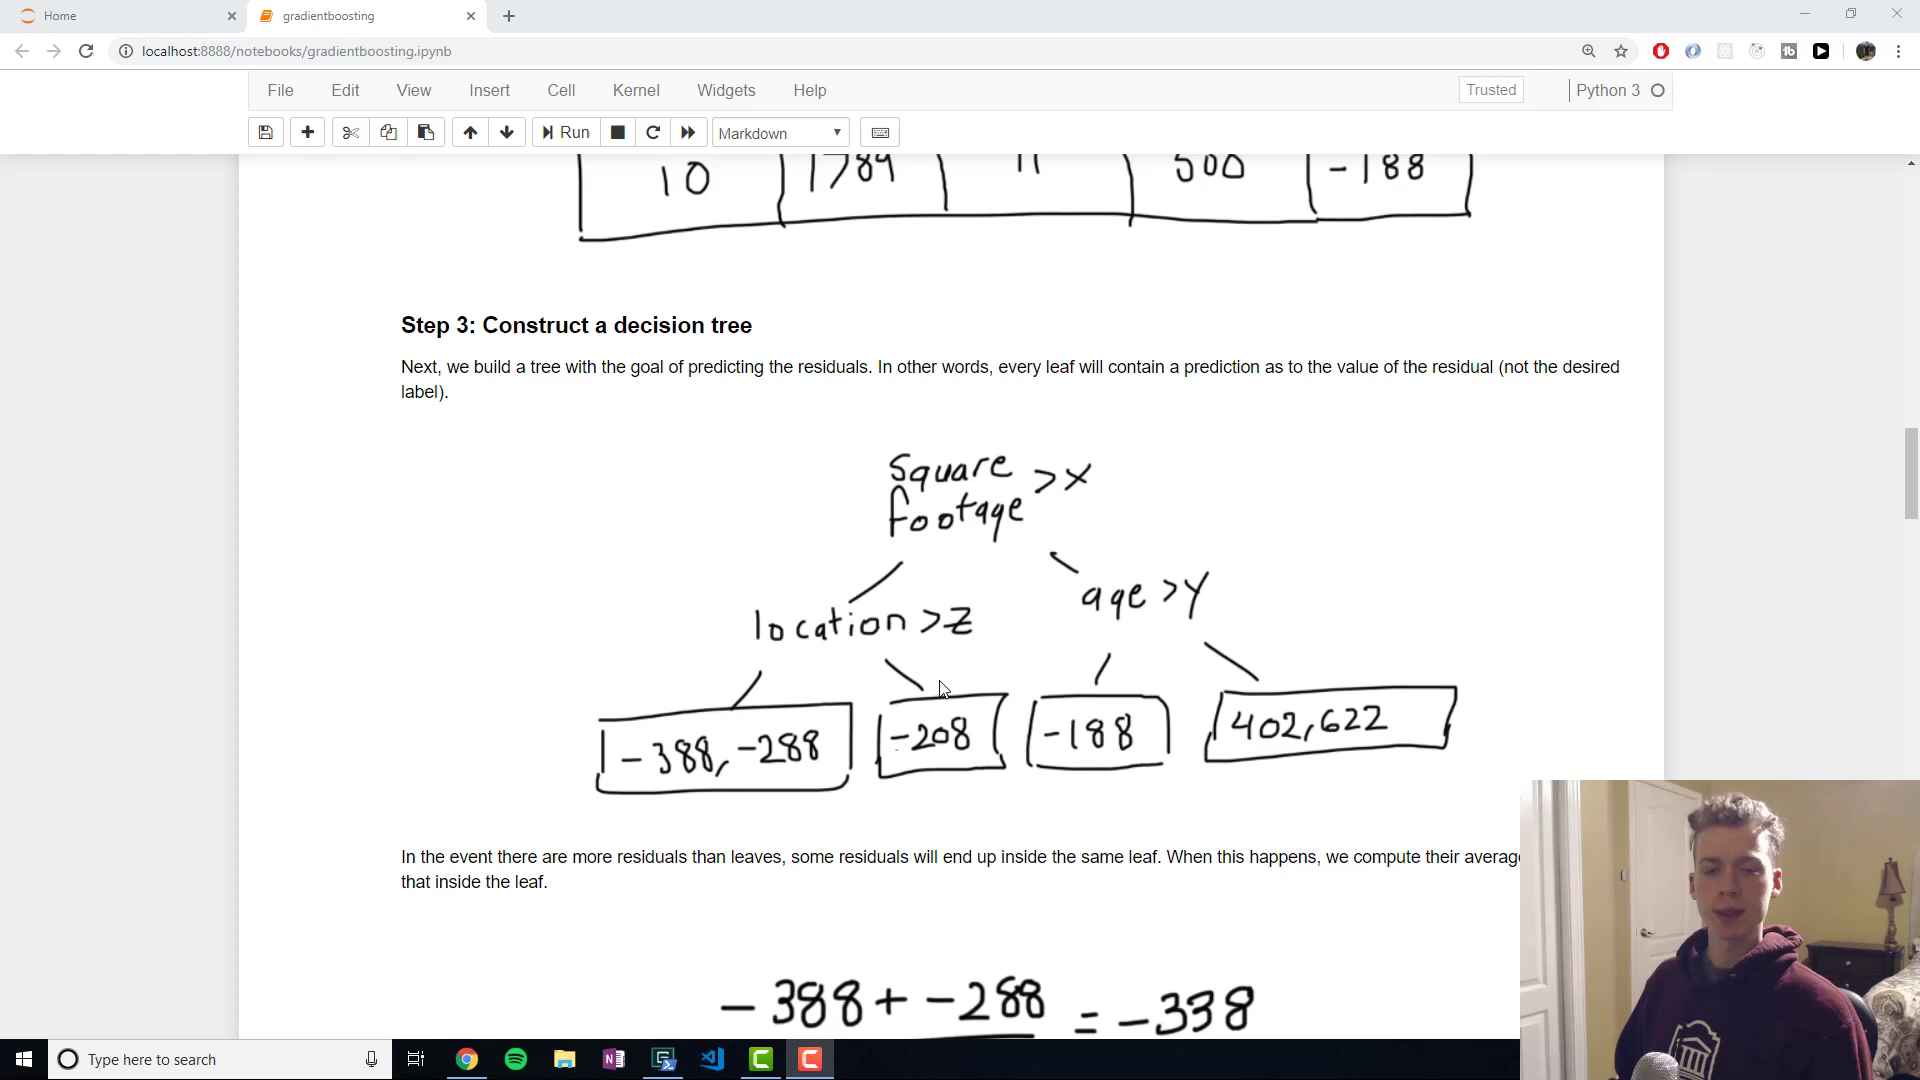 Home
gradientboosting
localhost:8888/notebooks/gradientboosting.ipynb
File Edit View Insert Cell Kernel Widgets Help
Trusted
Python 3
Run
Markdown
10 1789 11 500 -188
Step 3: Construct a decision tree
Next, we build a tree with the goal of predicting the residuals. In other words, every leaf will contain a prediction as to the value of the residual (not the desired
label).
Square
footage > X
location > Z
age > Y
-388, -288
-208
-188
402, 622
In the event there are more residuals than leaves, some residuals will end up inside the same leaf. When this happens, we compute their average
that inside the leaf.
-388 + -288 = -338
Type here to search